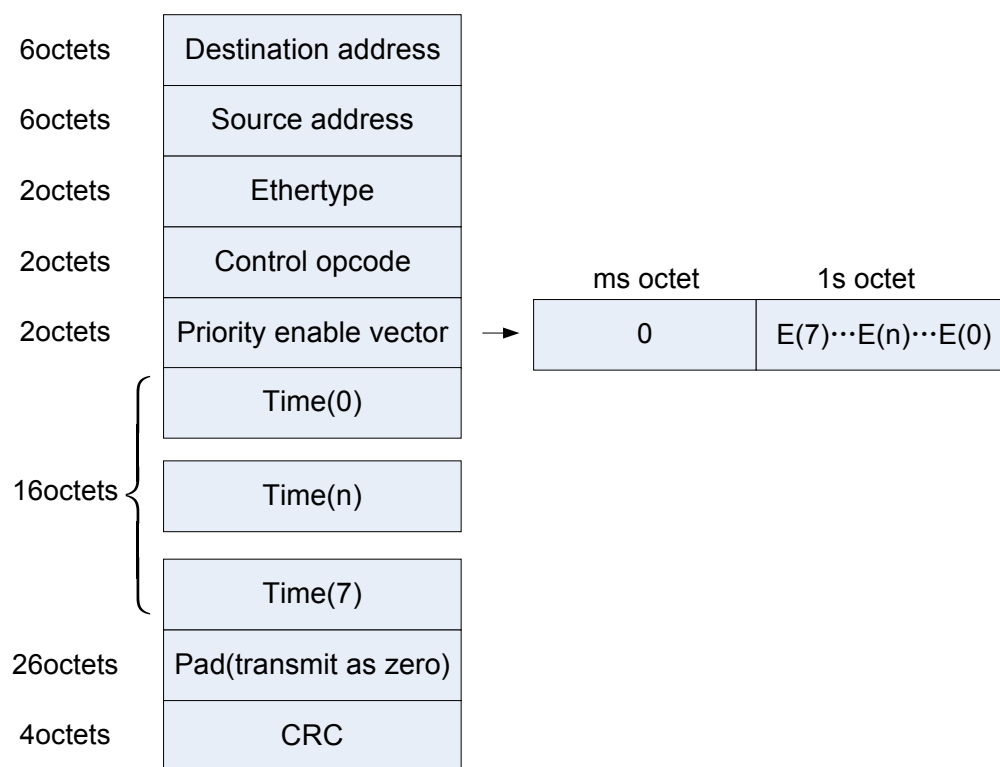 6octets Destination address
6octets Source address
2octets Ethertype
2octets Control opcode
ms octet 1s octet
2octets Priority enable vector 0 E(7)···E(n)···E(0)
Time(0)
16octets Time(n)
Time(7)
26octets Pad(transmit as zero)
4octets CRC